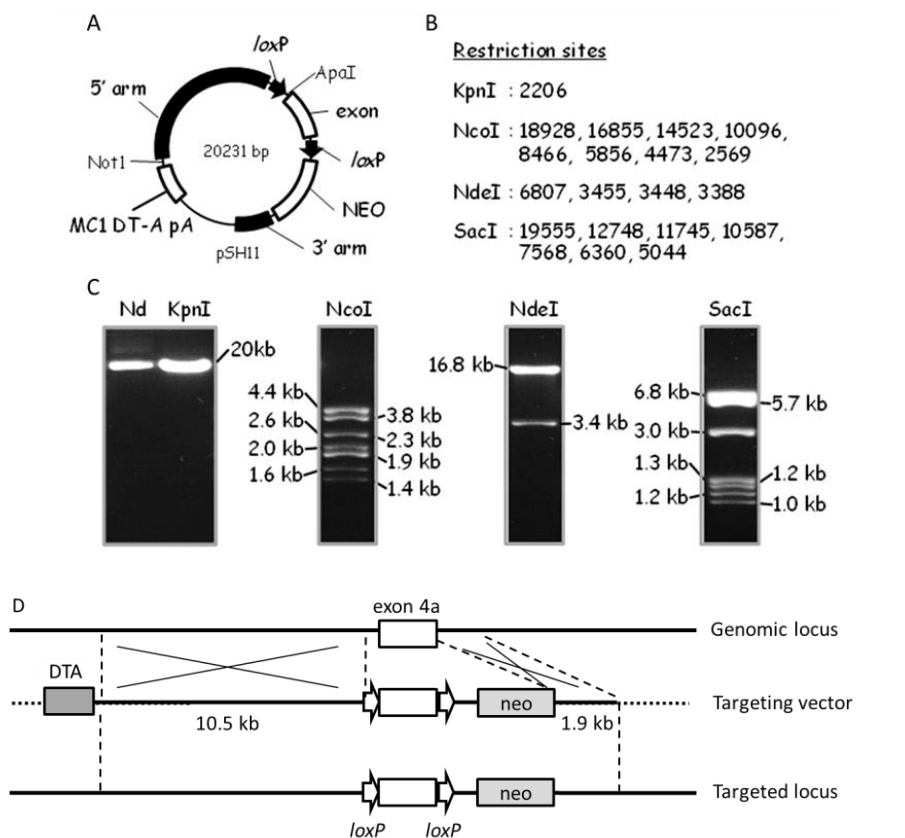 A
loxP
ApaI
5' arm
exon
20231 bp
Not1
loxP
NEO
MC1 DT-A pA
3' arm
pSH11
B
Restriction sites
KpnI : 2206
NcoI : 18928, 16855, 14523, 10096,
8466, 5856, 4473, 2569
NdeI : 6807, 3455, 3448, 3388
SacI : 19555, 12748, 11745, 10587,
7568, 6360, 5044
C
Nd KpnI
20kb
NcoI
4.4 kb
3.8 kb
2.6 kb
2.3 kb
2.0 kb
1.9 kb
1.6 kb
1.4 kb
NdeI
16.8 kb
3.4 kb
SacI
6.8 kb
5.7 kb
3.0 kb
1.3 kb
1.2 kb
1.2 kb
1.0 kb
D
exon 4a
Genomic locus
DTA
neo
Targeting vector
10.5 kb
1.9 kb
neo
Targeted locus
loxP loxP